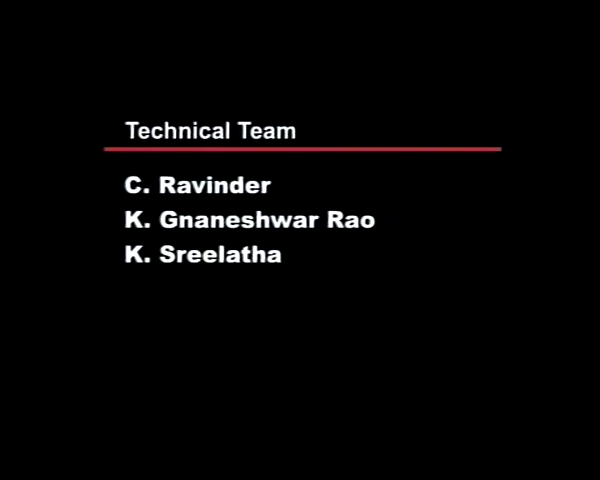 Technical Team
C. Ravinder
K. Gnaneshwar Rao
K. Sreelatha